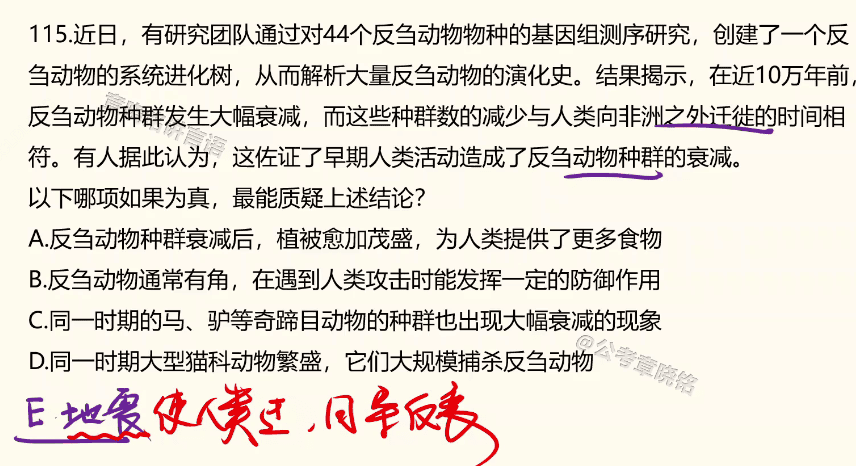 115.近日，有研究团队通过对44个反刍动物物种的基因组测序研究，创建了一个反
刍动物的系统进化树，从而解析大量反刍动物的演化史。结果揭示，在近10万年前，
反刍动物种群发生大幅衰减，而这些种群数的减少与人类向非洲之外迁徙的时间相
符。有人据此认为，这佐证了早期人类活动造成了反刍动物种群的衰减。
以下哪项如果为真，最能质疑上述结论？
A.反刍动物种群衰减后，植被愈加茂盛，为人类提供了更多食物
B.反刍动物通常有角，在遇到人类攻击时能发挥一定的防御作用
C.同一时期的马、驴等奇蹄目动物的种群也出现大幅衰减的现象
D.同一时期大型猫科动物繁盛，它们大规模捕杀反刍动物
@公考章晓铭
E.地震使人类迁，同导反衰